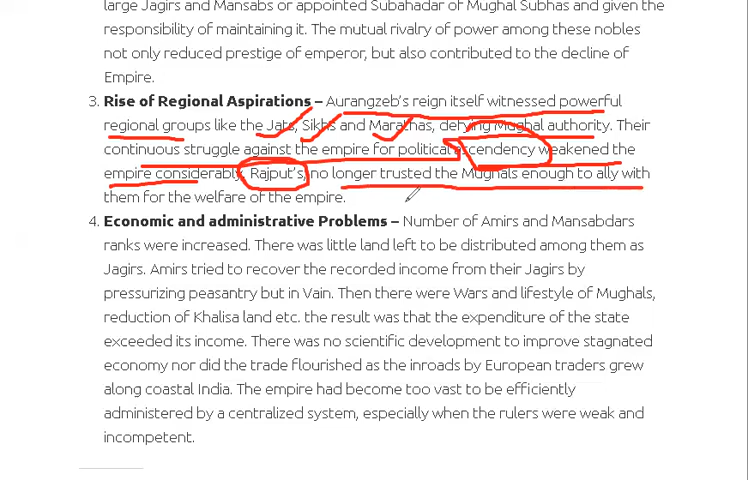 large Jagirs and Mansabs or appointed Subahadar of Mughal Subhas and given the
responsibility of maintaining it. The mutual rivalry of power among these nobles
not only reduced prestige of emperor, but also contributed to the decline of
Empire.
3. Rise of Regional Aspirations – Aurangzeb's reign itself witnessed powerful
regional groups like the Jats, Sikhs and Marathas, defying Mughal authority. Their
continuous struggle against the empire for political ascendency weakened the
empire considerably. Rajput's, no longer trusted the Mughals enough to ally with
them for the welfare of the empire.
4. Economic and administrative Problems – Number of Amirs and Mansabdars
ranks were increased. There was little land left to be distributed among them as
Jagirs. Amirs tried to recover the recorded income from their Jagirs by
pressurizing peasantry but in Vain. Then there were Wars and lifestyle of Mughals,
reduction of Khalisa land etc. the result was that the expenditure of the state
exceeded its income. There was no scientific development to improve stagnated
economy nor did the trade flourished as the inroads by European traders grew
along coastal India. The empire had become too vast to be efficiently
administered by a centralized system, especially when the rulers were weak and
incompetent.